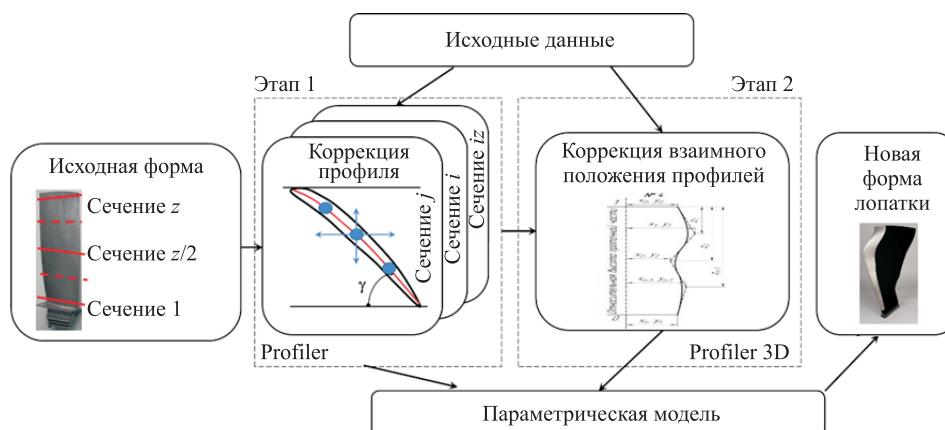 Исходные данные
Этап 1
Этап 2
Исходная форма
Сечение z
Сечение z/2
Сечение 1
Коррекция
профиля
γ
Сечение j
Сечение i
Сечение iz
Profiler
Коррекция взаимного
положения профилей
Profiler 3D
Новая
форма
лопатки
Параметрическая модель